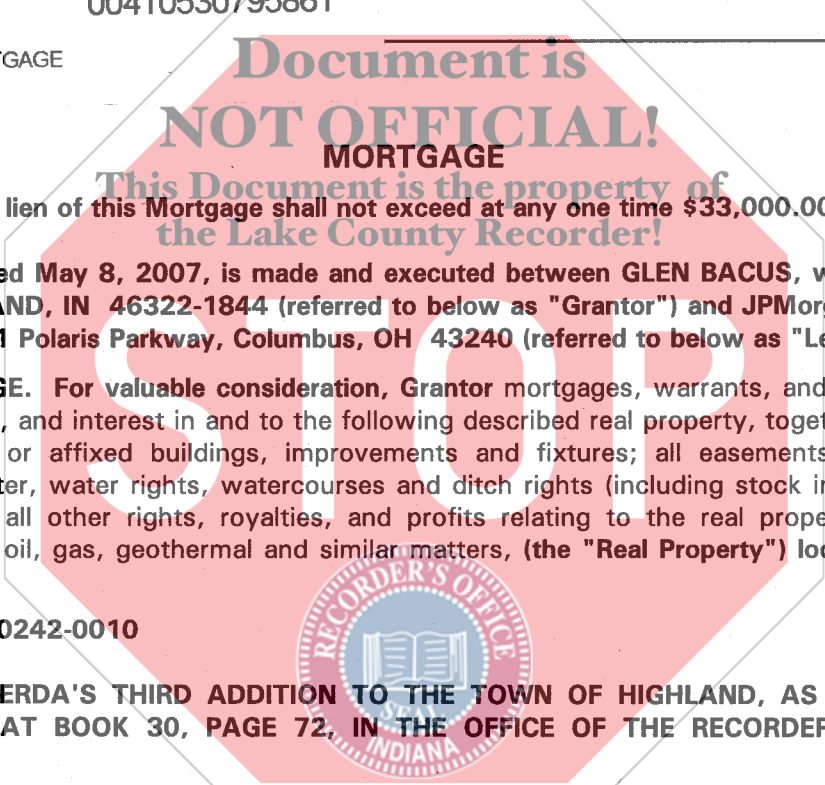 00410530795861
MORTGAGE
Document is
NOT OFFICIAL!
MORTGAGE
This Document is the property of
lien of this Mortgage shall not exceed at any one time $33,000.00
the Lake County Recorder!
ed May 8, 2007, is made and executed between GLEN BACUS, w
AND, IN 46322-1844 (referred to below as "Grantor") and JPMorg
1 Polaris Parkway, Columbus, OH 43240 (referred to below as "Le
STOP
GE. For valuable consideration, Grantor mortgages, warrants, and
, and interest in and to the following described real property, toget
or affixed buildings, improvements and fixtures; all easements
ter, water rights, watercourses and ditch rights (including stock in
all other rights, royalties, and profits relating to the real prope
oil, gas, geothermal and similar matters, (the "Real Property") loc
RECORDER'S OFFICE
0242-0010
ERDA'S THIRD ADDITION TO THE TOWN OF HIGHLAND, AS
SEAL
AT BOOK 30, PAGE 72, IN THE OFFICE OF THE RECORDER
INDIANA